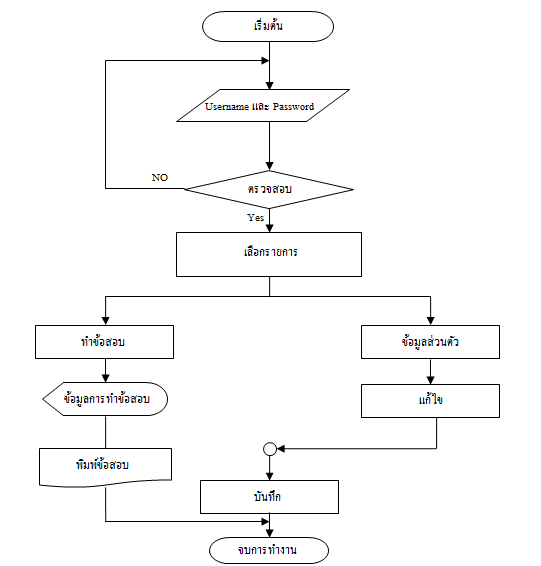 เริ่มต้น
Username และ Password
NO
ตรวจสอบ
Yes
เลือกรายการ
ทำข้อสอบ
ข้อมูลส่วนตัว
ข้อมูลการทำข้อสอบ
แก้ไข
พิมพ์ข้อสอบ
บันทึก
จบการทำงาน